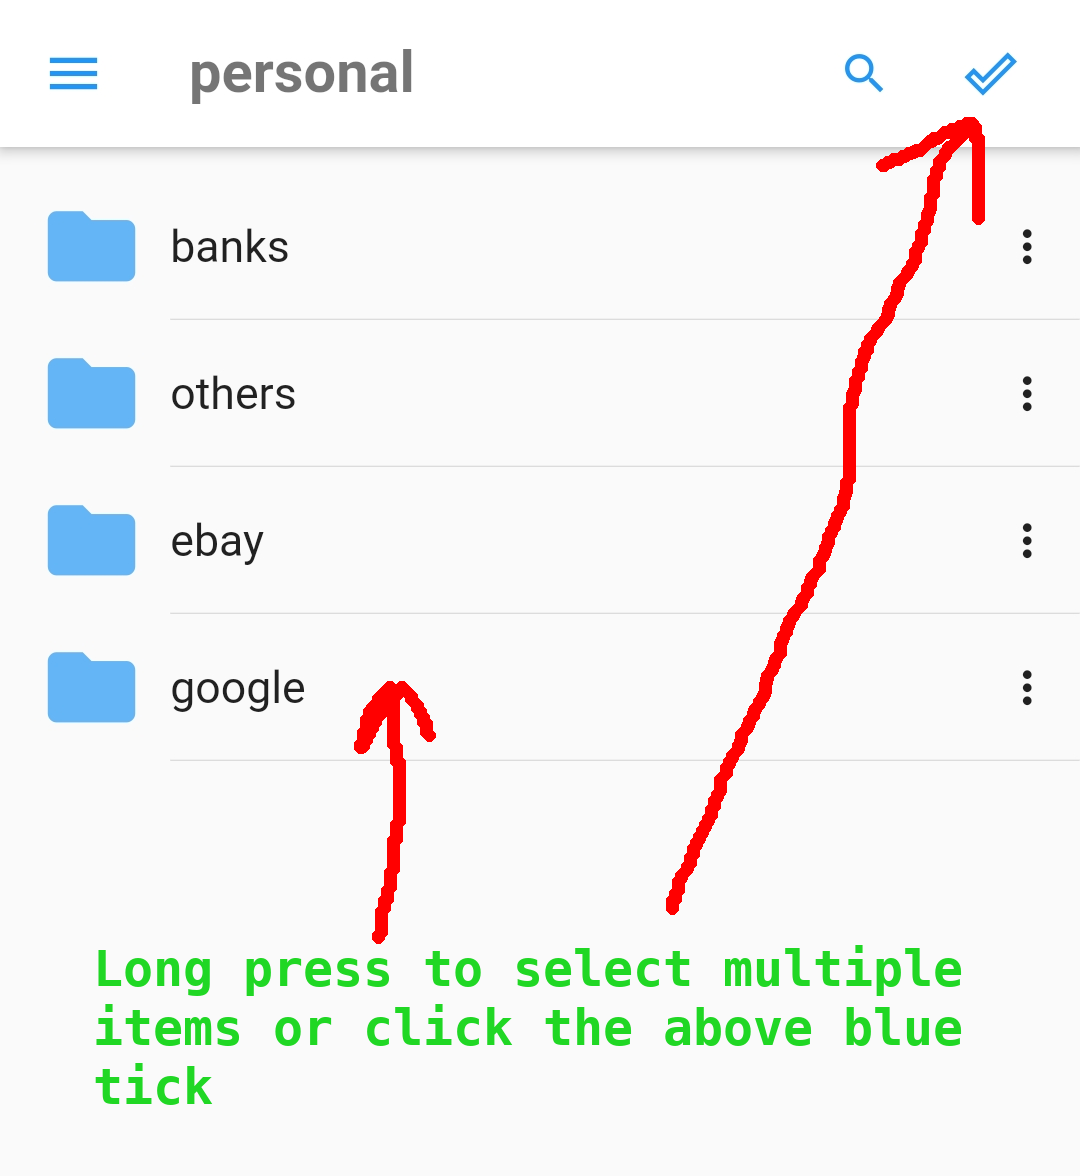 personal
banks
others
ebay
google
Long press to select multiple
items or click the above blue
tick